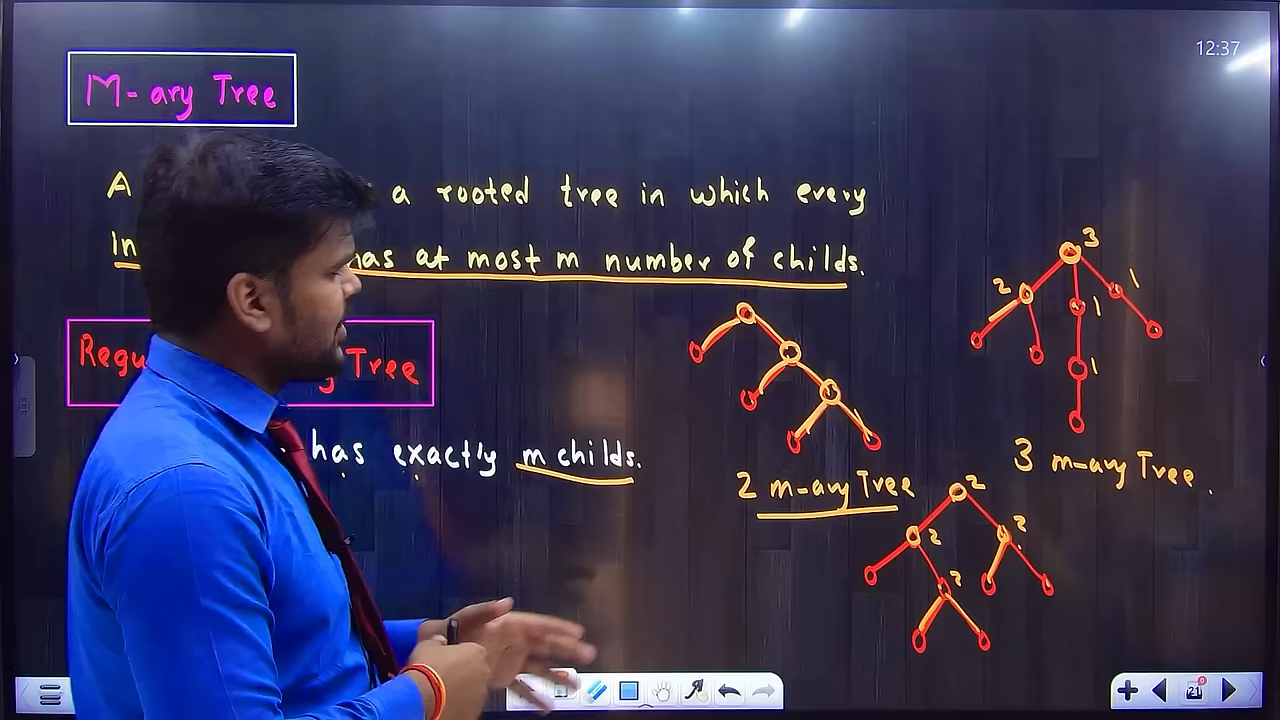 12:37
M-ary Tree
A a rooted tree in which every
In has at most m number of childs.
3
2 1 1
1
Regu y Tree
has exactly m childs.
3 m-ary Tree.
2 m-ary Tree
2
2 2
2
21